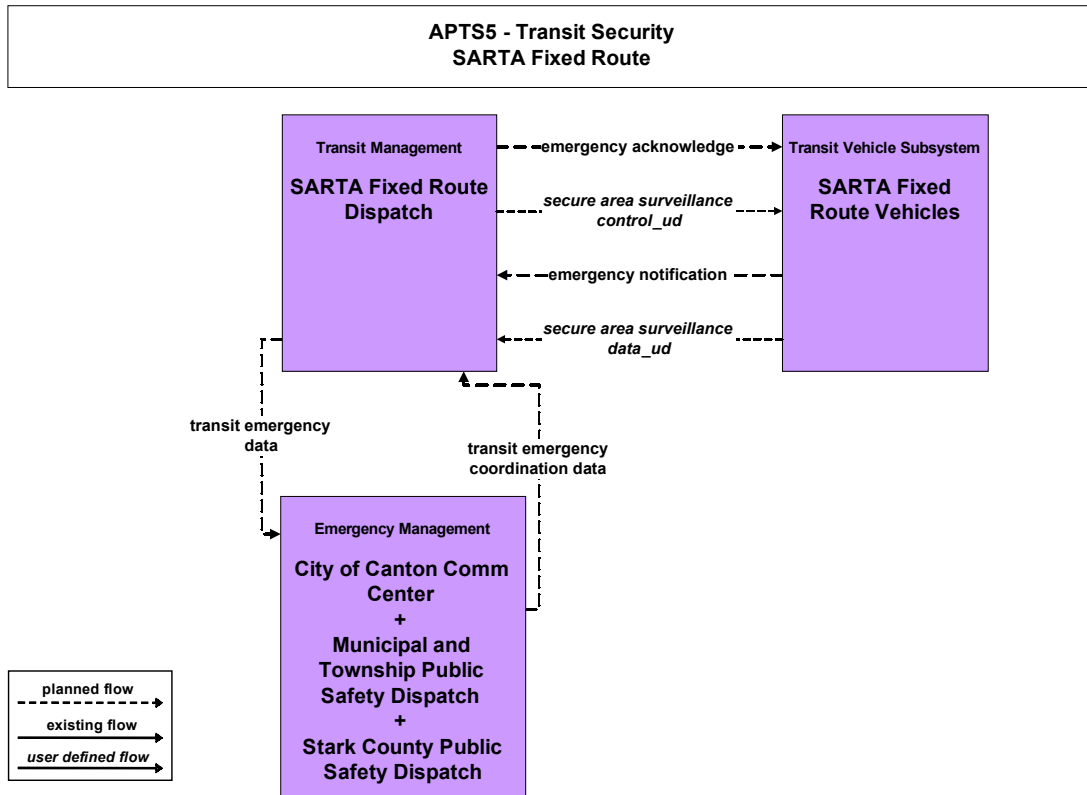 APTS5 - Transit Security
SARTA Fixed Route
Transit Management
SARTA Fixed Route
Dispatch
emergency acknowledge
secure area surveillance
control_ud
emergency notification
secure area surveillance
data_ud
Transit Vehicle Subsystem
SARTA Fixed
Route Vehicles
transit emergency
data
transit emergency
coordination data
Emergency Management
City of Canton Comm
Center
+
Municipal and
Township Public
Safety Dispatch
+
Stark County Public
Safety Dispatch
planned flow
existing flow
user defined flow